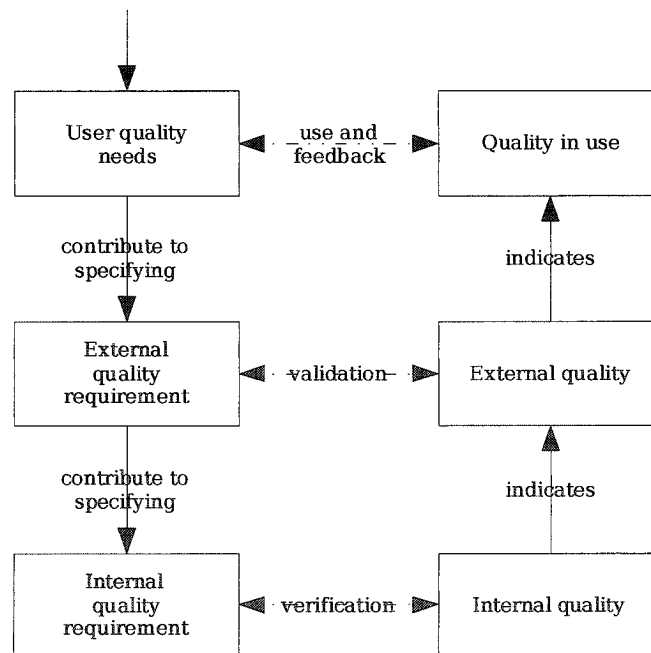 User quality
needs
use and
feedback
Quality in use
contribute to
specifying
indicates
External
quality
requirement
validation
External quality
contribute to
specifying
indicates
Internal
quality
requirement
verification
Internal quality